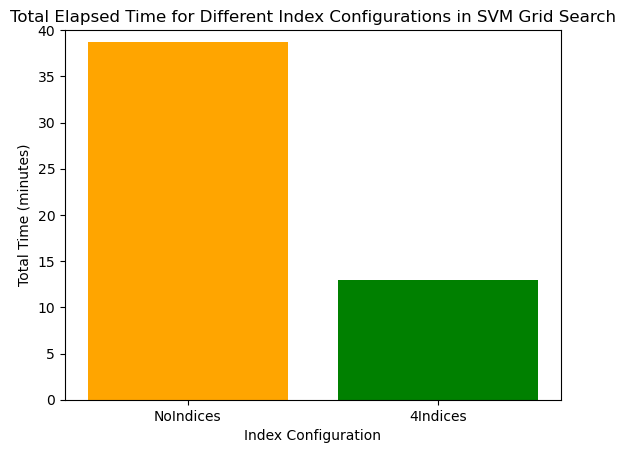 Total Elapsed Time for Different Index Configurations in SVM Grid Search
40
35
30
25
20
15
10
5
0
Total Time (minutes)
NoIndices
4Indices
Index Configuration